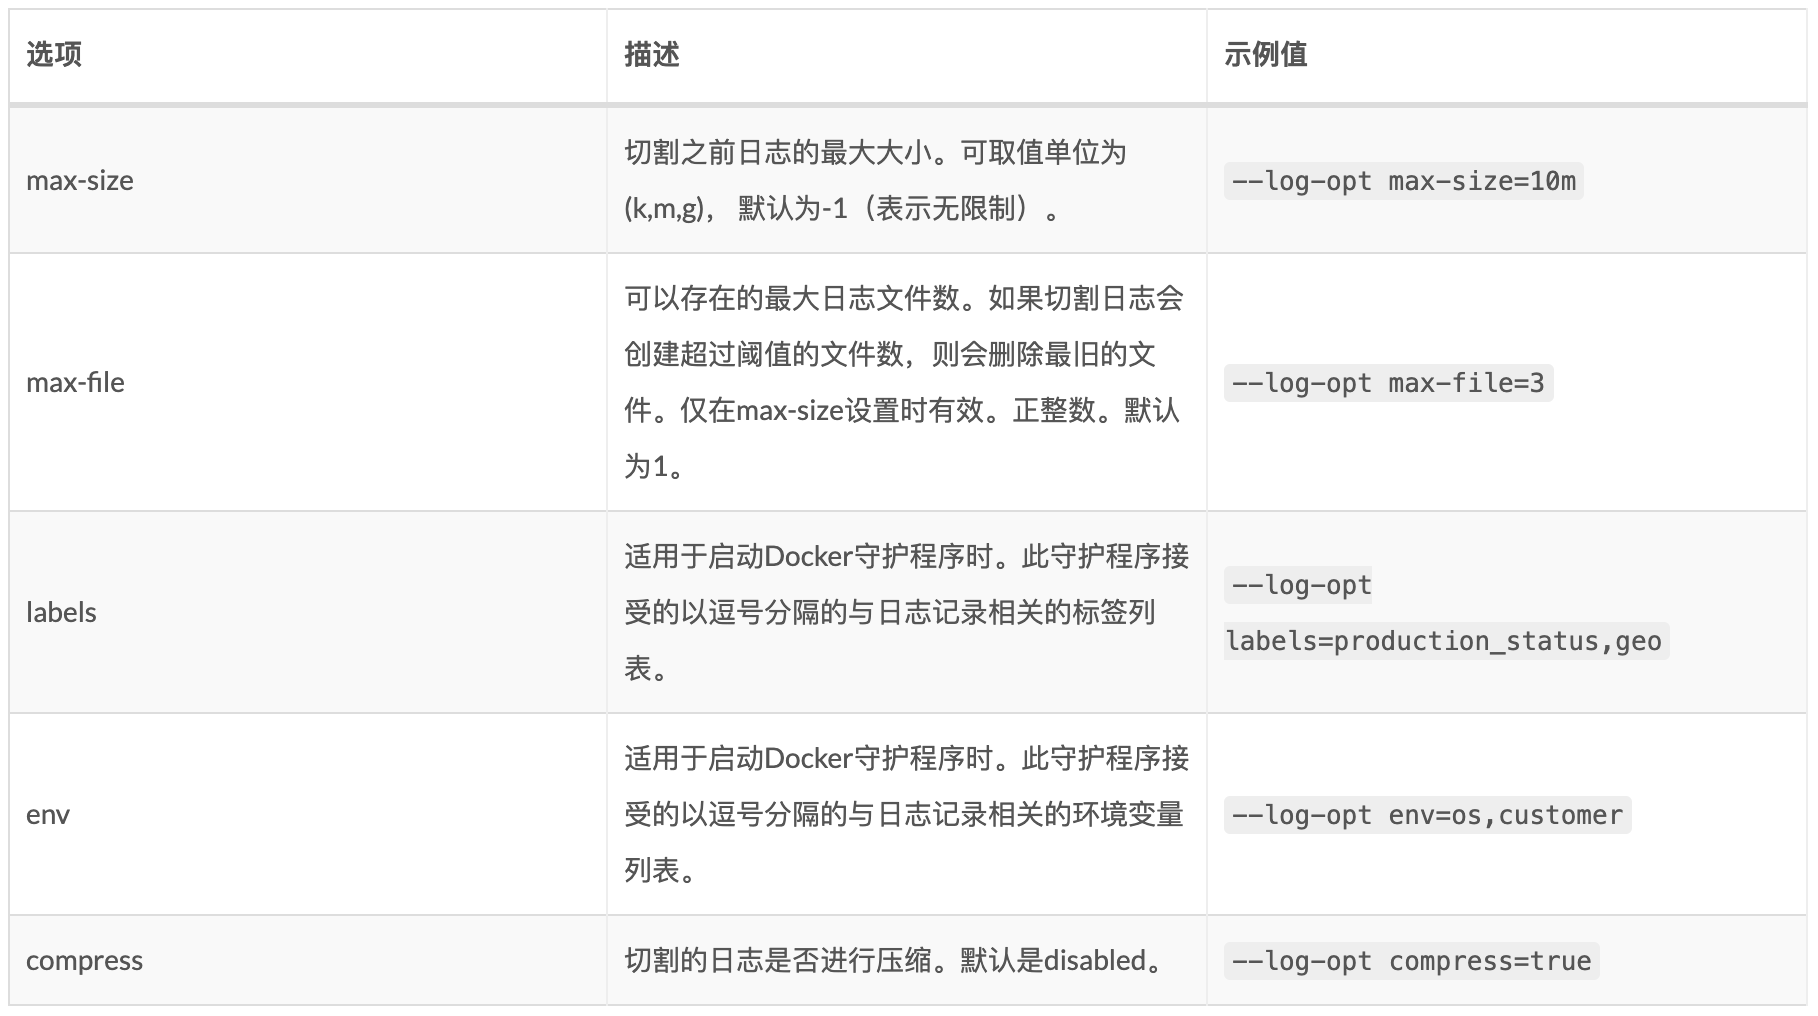 选项
描述
示例值
max-size
切割之前日志的最大大小。可取值单位为
(k,m,g)， 默认为-1（表示无限制）。
--log-opt max-size=10m
max-file
可以存在的最大日志文件数。如果切割日志会
创建超过阈值的文件数，则会删除最旧的文
件。仅在max-size设置时有效。正整数。默认
为1。
--log-opt max-file=3
labels
适用于启动Docker守护程序时。此守护程序接
受的以逗号分隔的与日志记录相关的标签列
表。
--log-opt
labels=production_status,geo
env
适用于启动Docker守护程序时。此守护程序接
受的以逗号分隔的与日志记录相关的环境变量
列表。
--log-opt env=os,customer
compress
切割的日志是否进行压缩。默认是disabled。
--log-opt compress=true